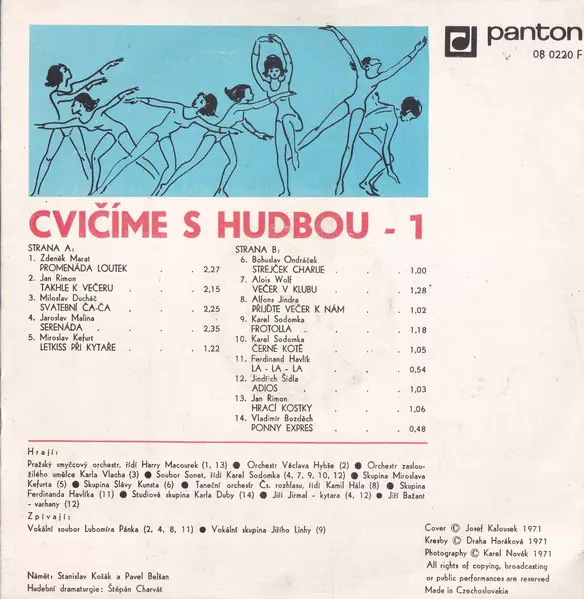 panton
08 0220 F
CVIČÍME S HUDBOU - 1
STRANA A:
1. Zdeněk Marat
PROMENÁDA LOUTEK . . 2,27
2. Jan Rimon
TAKHLE K VEČERU . . 2,15
3. Miloslav Ducháč
SVATEBNÍ ČA-ČA . . 2,25
4. Jaroslav Malina
SERENÁDA . . . 2,35
5. Miroslav Kefurt
LETKISS PŘI KYTAŘE . 1,22
STRANA B:
6. Bohuslav Ondráček
STREJČEK CHARLIE . . . 1,00
7. Alois Wolf
VEČER V KLUBU . . . 1,28
8. Alfons Jindra
PŘIJĎTE VEČER K NÁM . . 1,02
9. Karel Sodomka
FROTOLLA . . . . 1,18
10. Karel Sodomka
ČERNÉ KOTĚ . . . 1,05
11. Ferdinand Havlík
LA - LA - LA . . . 0,54
12. Jindřich Šidla
ADIOS . . . . 1,03
13. Jan Rimon
HRACÍ KOSTKY . . . 1,06
14. Vladimír Bozděch
PONNY EXPRES . . . 0,48
Hrají:
Pražský smyčcový orchestr, řídí Harry Macourek (1, 13) ● Orchestr Václava Hybše (2) ● Orchestr zaslou-
žilého umělce Karla Vlacha (3) ● Soubor Sonet, řídí Karel Sodomka (4, 7, 9, 10, 12) ● Skupina Miroslava
Kefurta (5) ● Skupina Slávy Kunsta (6) ● Taneční orchestr Čs. rozhlasu, řídí Kamil Hála (8) ● Skupina
Ferdinanda Havlíka (11) ● Studiová skupina Karla Duby (14) ● Jiří Jirmal - kytara (4, 12) ● Jiří Bažant -
varhany (12)
Zpívají:
Vokální soubor Lubomíra Pánka (2, 4, 8, 11) ● Vokální skupina Jiřího Linhy (9)
Námět: Stanislav Košák a Pavel Belšan
Hudební dramaturgie: Štěpán Charvát
Cover © Josef Kalousek 1971
Kresby © Draha Horáková 1971
Photography © Karel Novák 1971
All rights of copying, broadcasting
or public performances are reserved
Made in Czechoslovakia